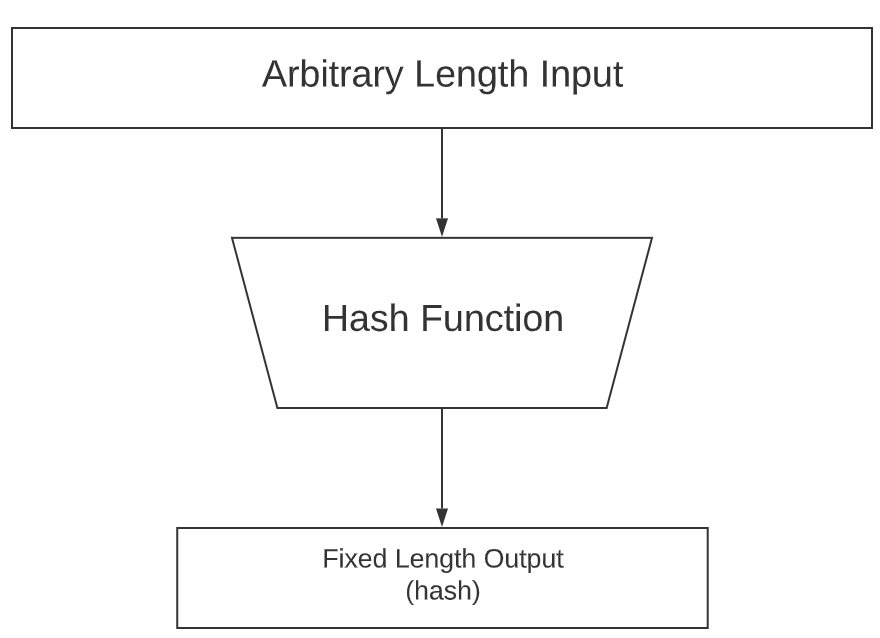 Arbitrary Length Input
Hash Function
Fixed Length Output
(hash)